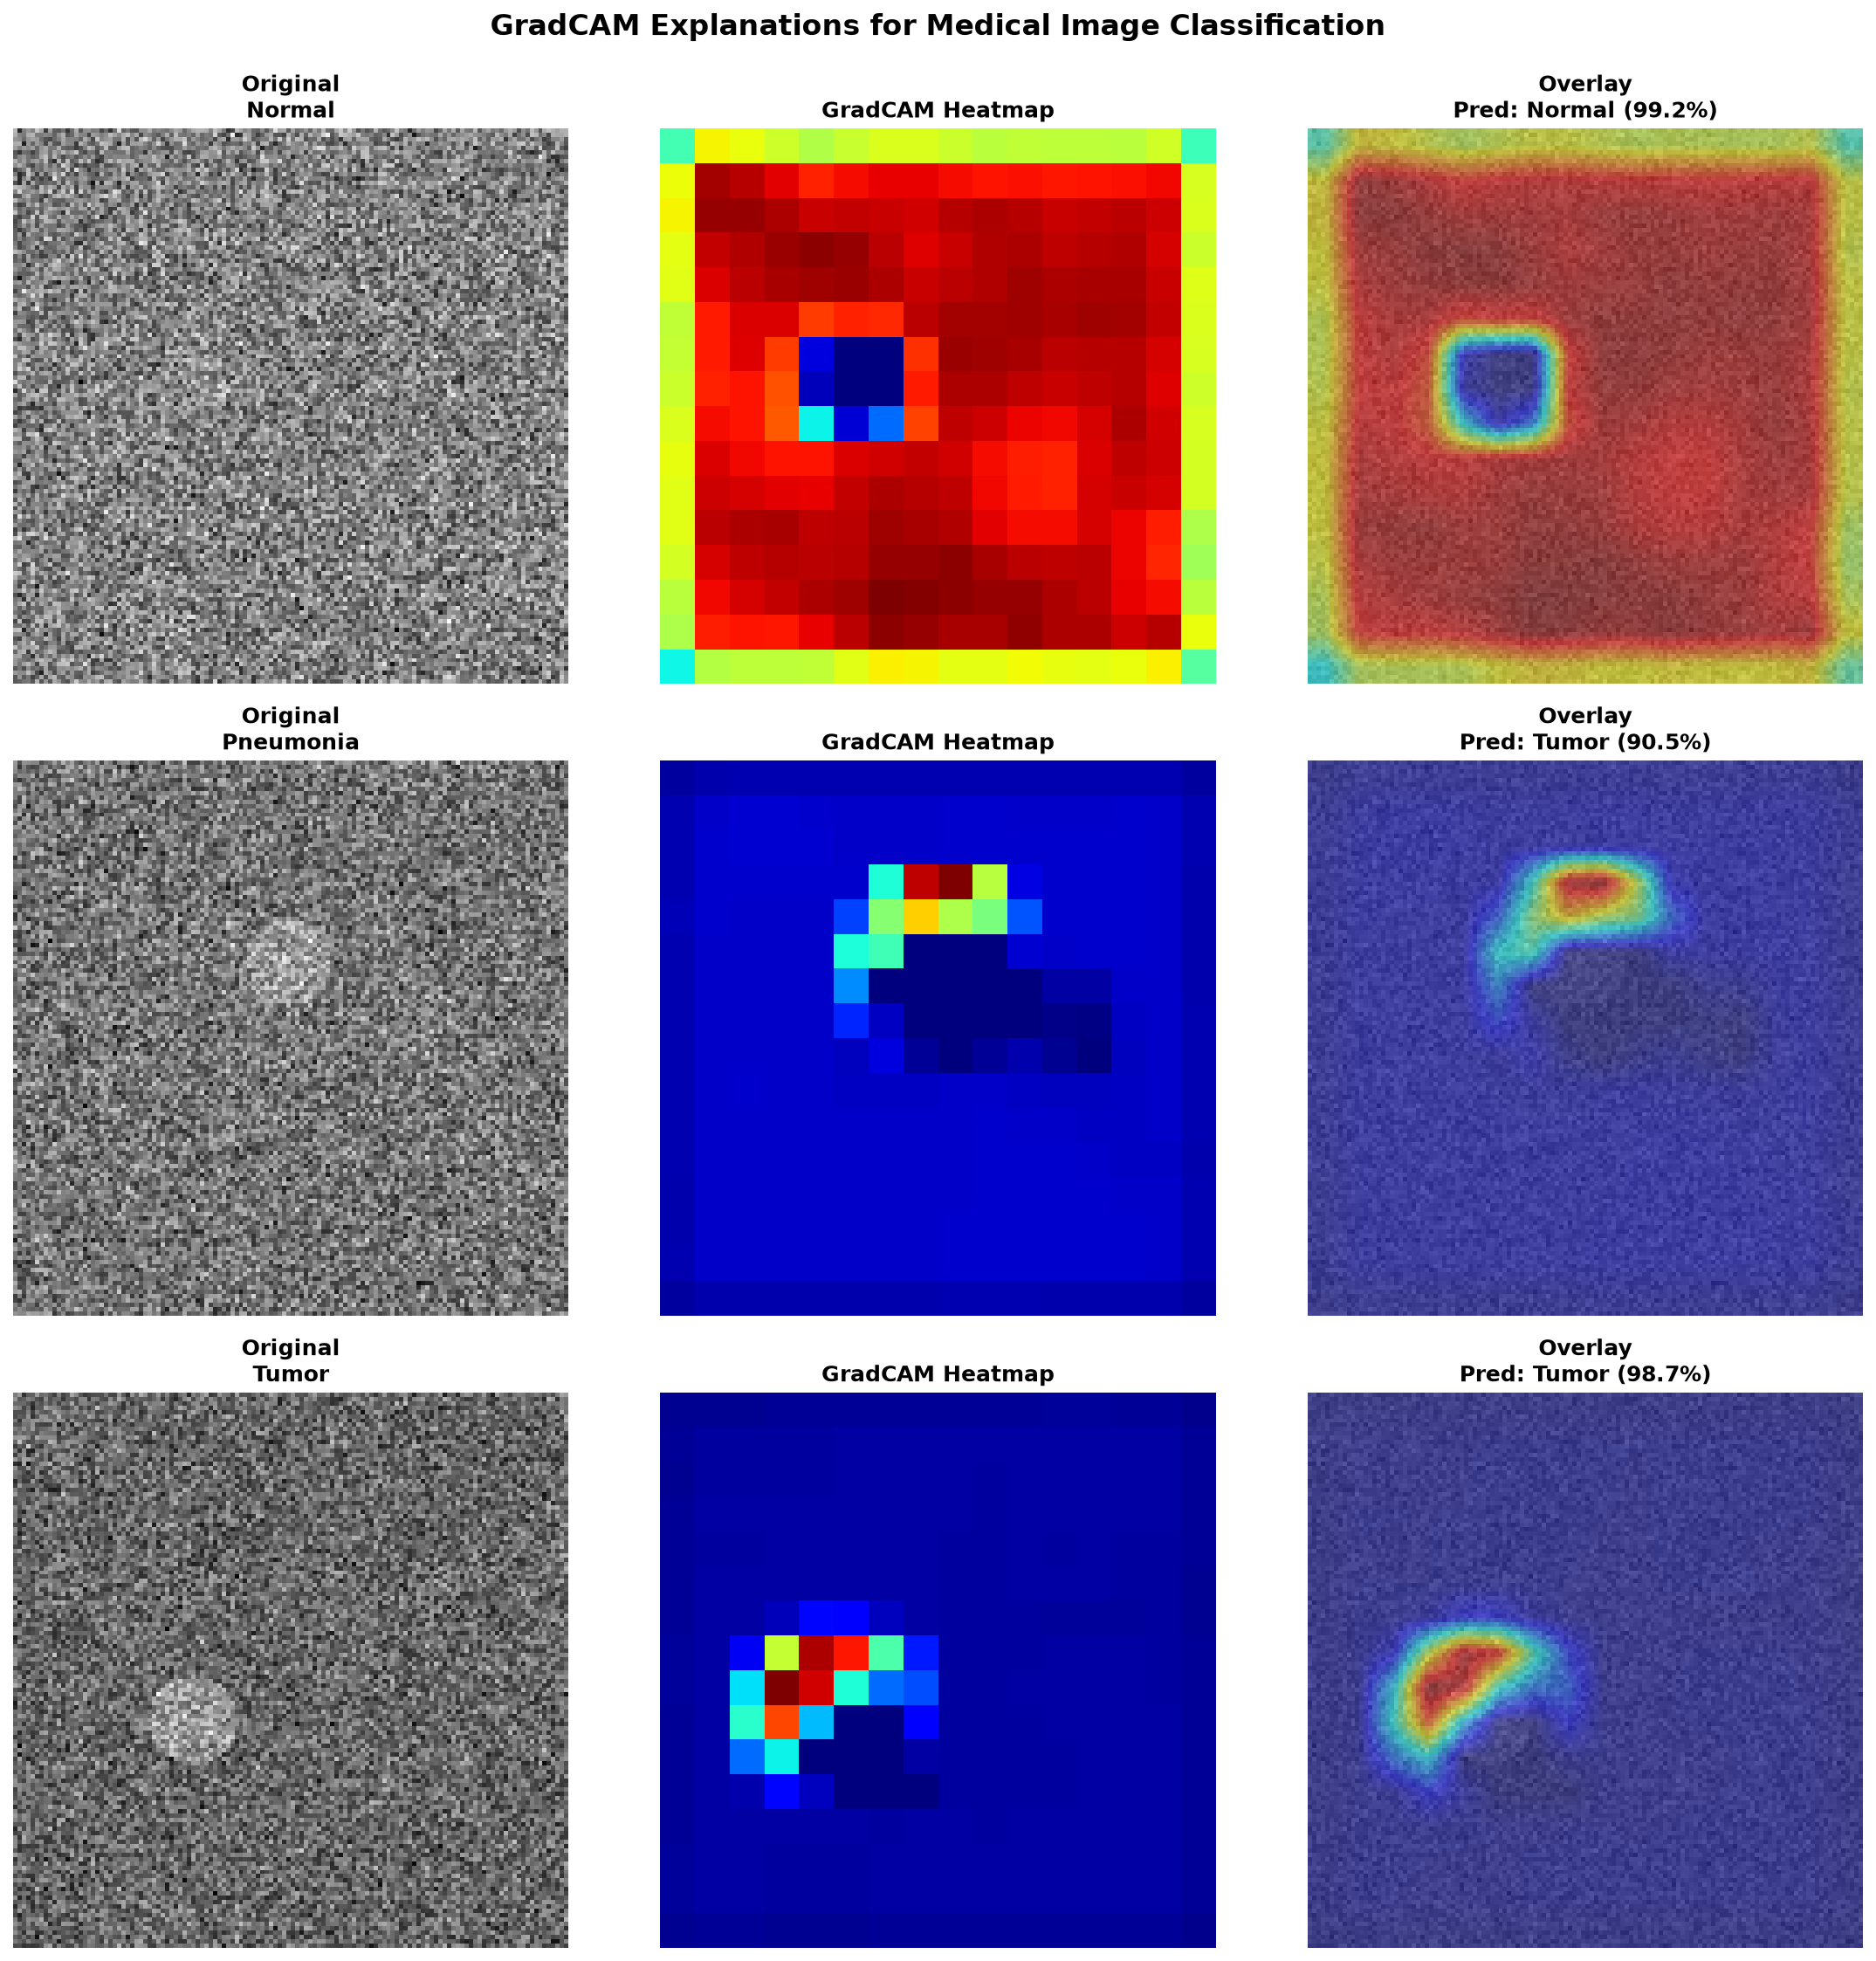 GradCAM Explanations for Medical Image Classification
Original
Normal
GradCAM Heatmap
Overlay
Pred: Normal (99.2%)
Original
Pneumonia
GradCAM Heatmap
Overlay
Pred: Tumor (90.5%)
Original
Tumor
GradCAM Heatmap
Overlay
Pred: Tumor (98.7%)